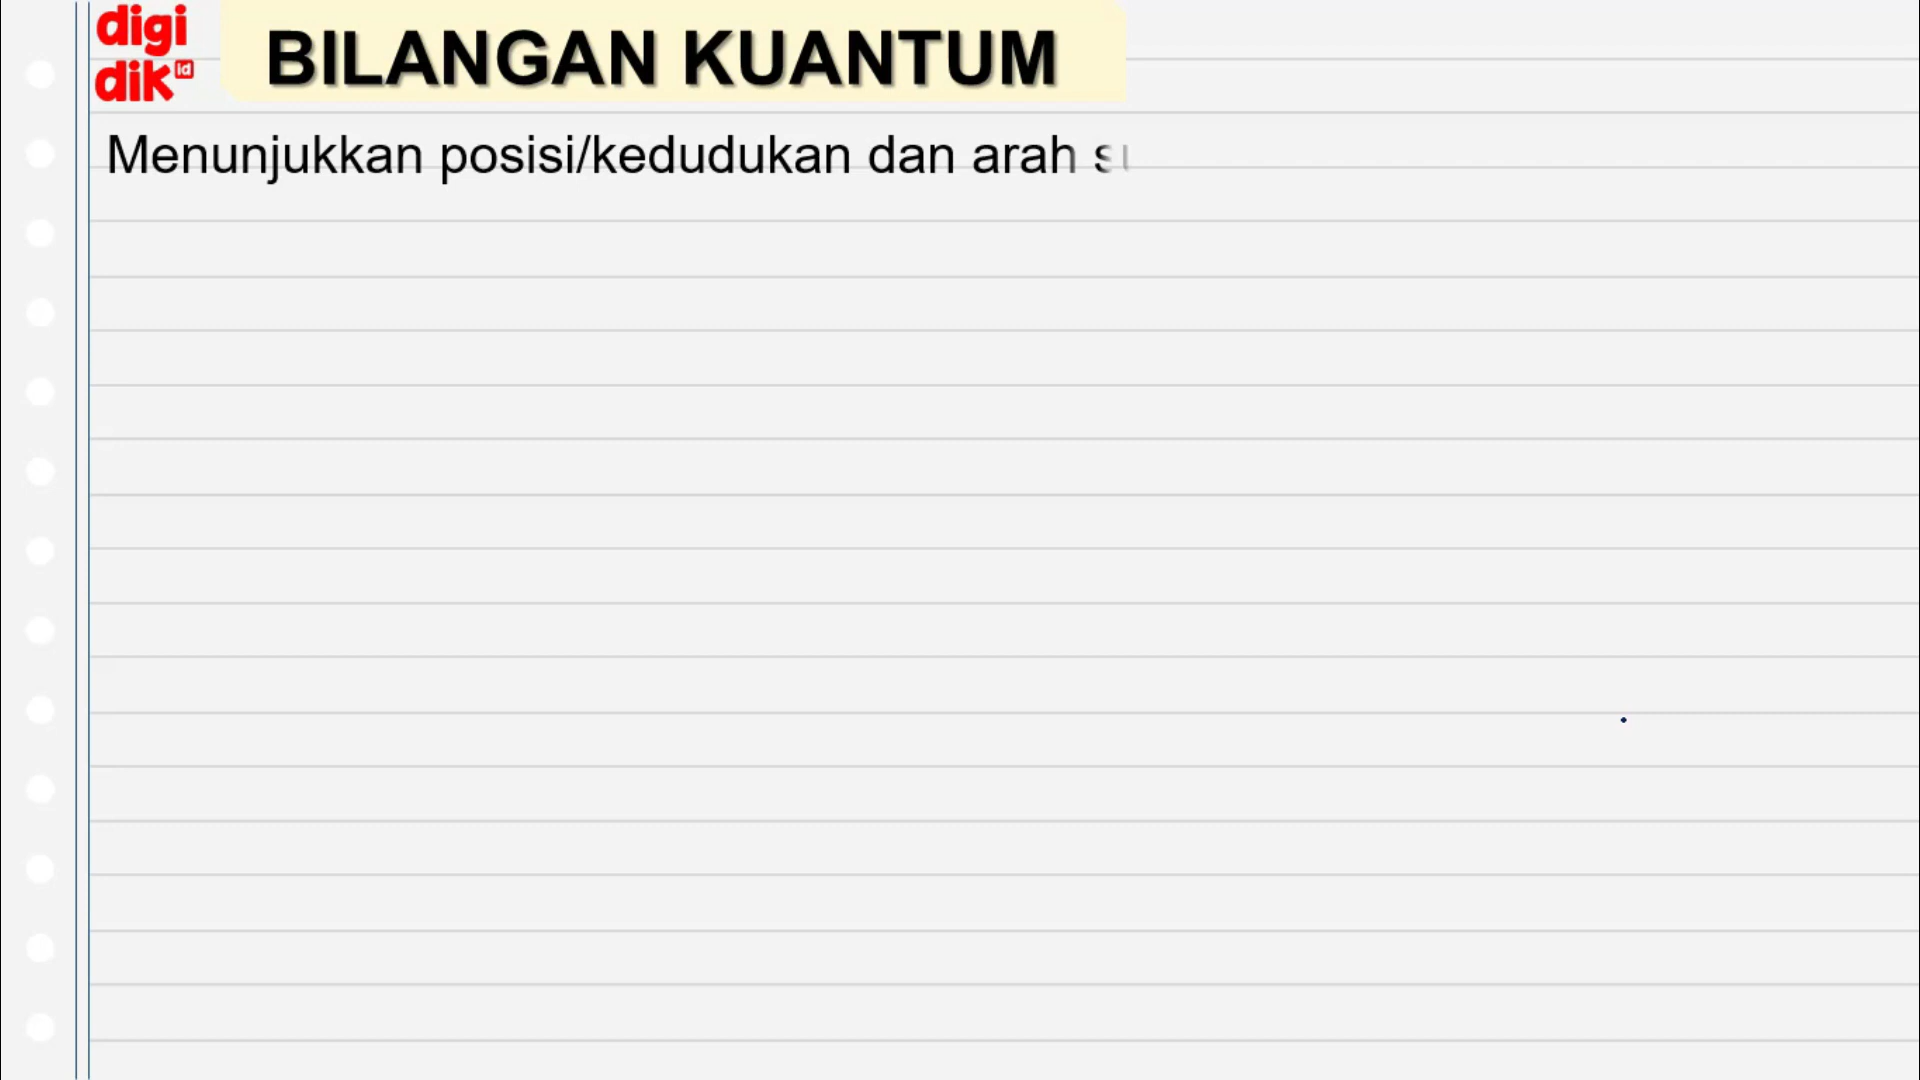 digi
dik id
BILANGAN KUANTUM
Menunjukkan posisi/kedudukan dan arah